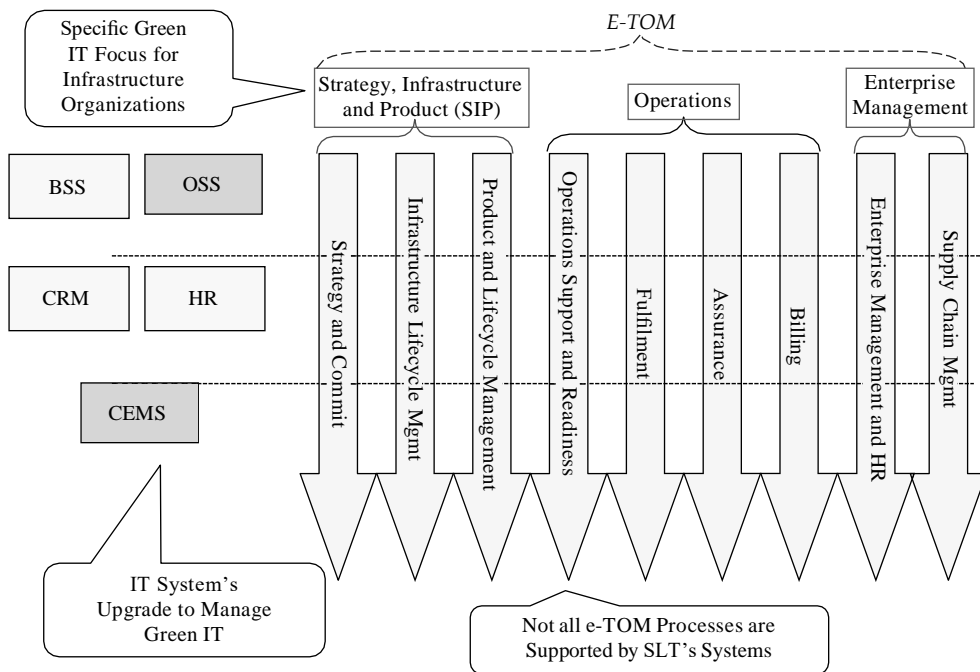 E-TOM
Specific Green
IT Focus for
Infrastructure
Organizations
Strategy, Infrastructure
and Product (SIP)
Operations
Enterprise
Management
BSS
OSS
CRM
HR
CEMS
Strategy and Commit
Infrastructure Lifecycle Mgmt
Product and Lifecycle Management
Operations Support and Readiness
Fulfilment
Assurance
Billing
Enterprise Management and HR
Supply Chain Mgmt
IT System's
Upgrade to Manage
Green IT
Not all e-TOM Processes are
Supported by SLT's Systems